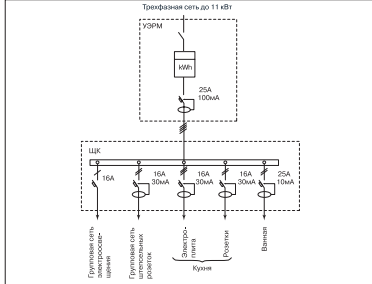 Трехфазная сеть до 11 кВт
УЭРМ
kWh
25А
100мА
ЩК
16А
16А
30мА
16А
30мА
16А
30мА
25А
10мА
Групповая сеть
электроосве-
щения
Групповая сеть
штепсельных
розеток
Электро-
плита
Розетки
Ванная
Кухня